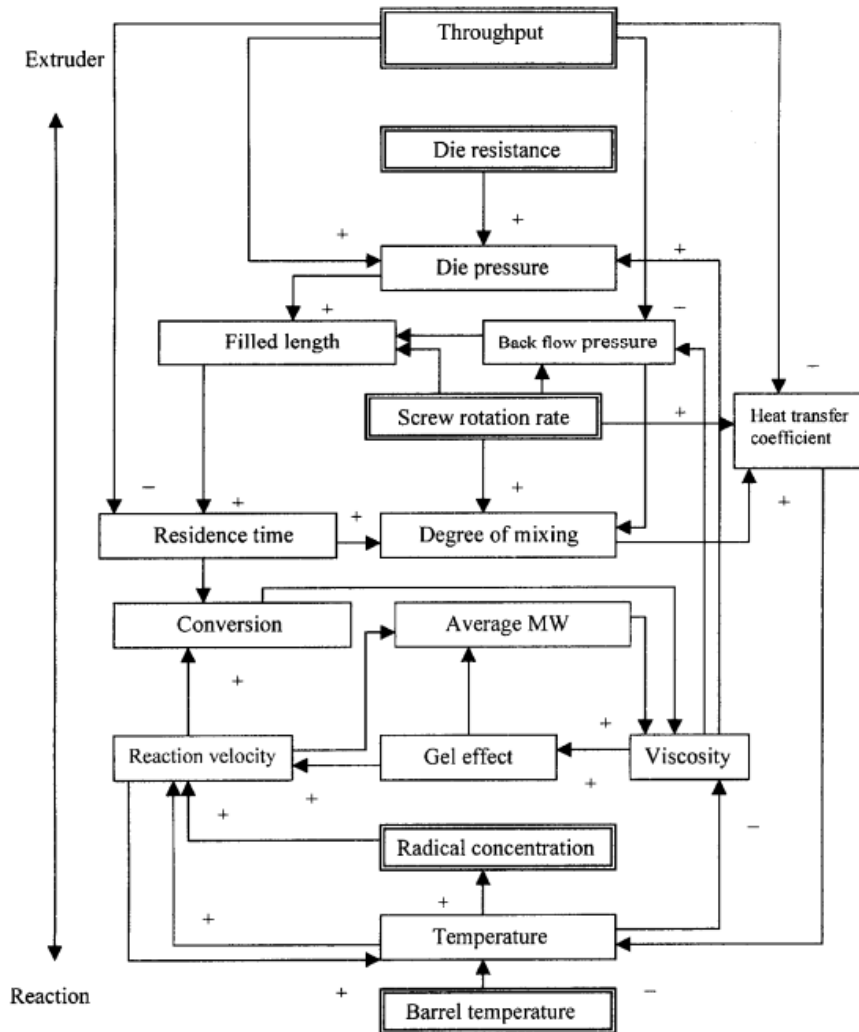 Throughput
Extruder
Die resistance
+
+
Die pressure
+
+
−
Filled length
Back flow pressure
−
Screw rotation rate
+
Heat transfer
coefficient
−
+
+
+
+
Residence time
Degree of mixing
Conversion
Average MW
+
+
Reaction velocity
Gel effect
Viscosity
+
+
+
−
Radical concentration
+
+
Temperature
Reaction
+
−
Barrel temperature